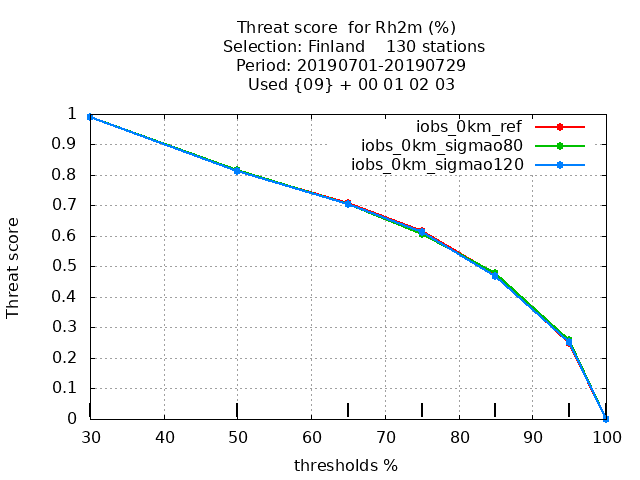 Threat score  for Rh2m (%)
Selection: Finland    130 stations
Period: 20190701-20190729
Used {09} + 00 01 02 03
iobs_0km_ref
iobs_0km_sigmao80
iobs_0km_sigmao120
Threat score
1
0.9
0.8
0.7
0.6
0.5
0.4
0.3
0.2
0.1
0
30 40 50 60 70 80 90 100
thresholds %